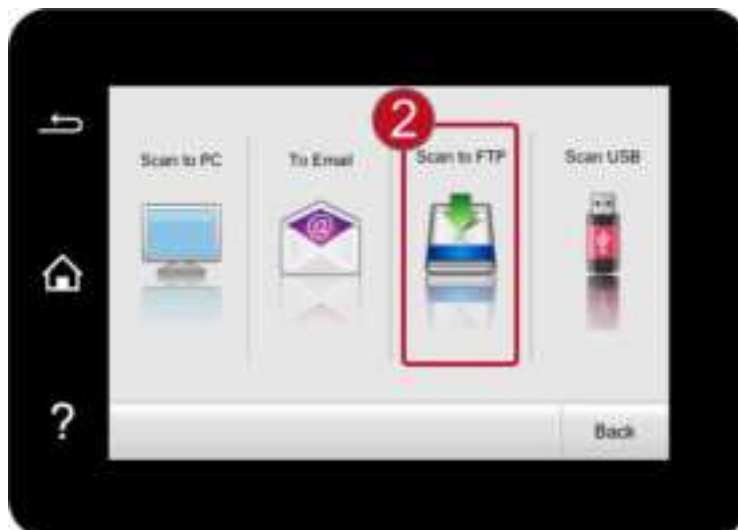 2
Scan to PC
To Email
Scan to FTP
Scan USB
@
?
Back